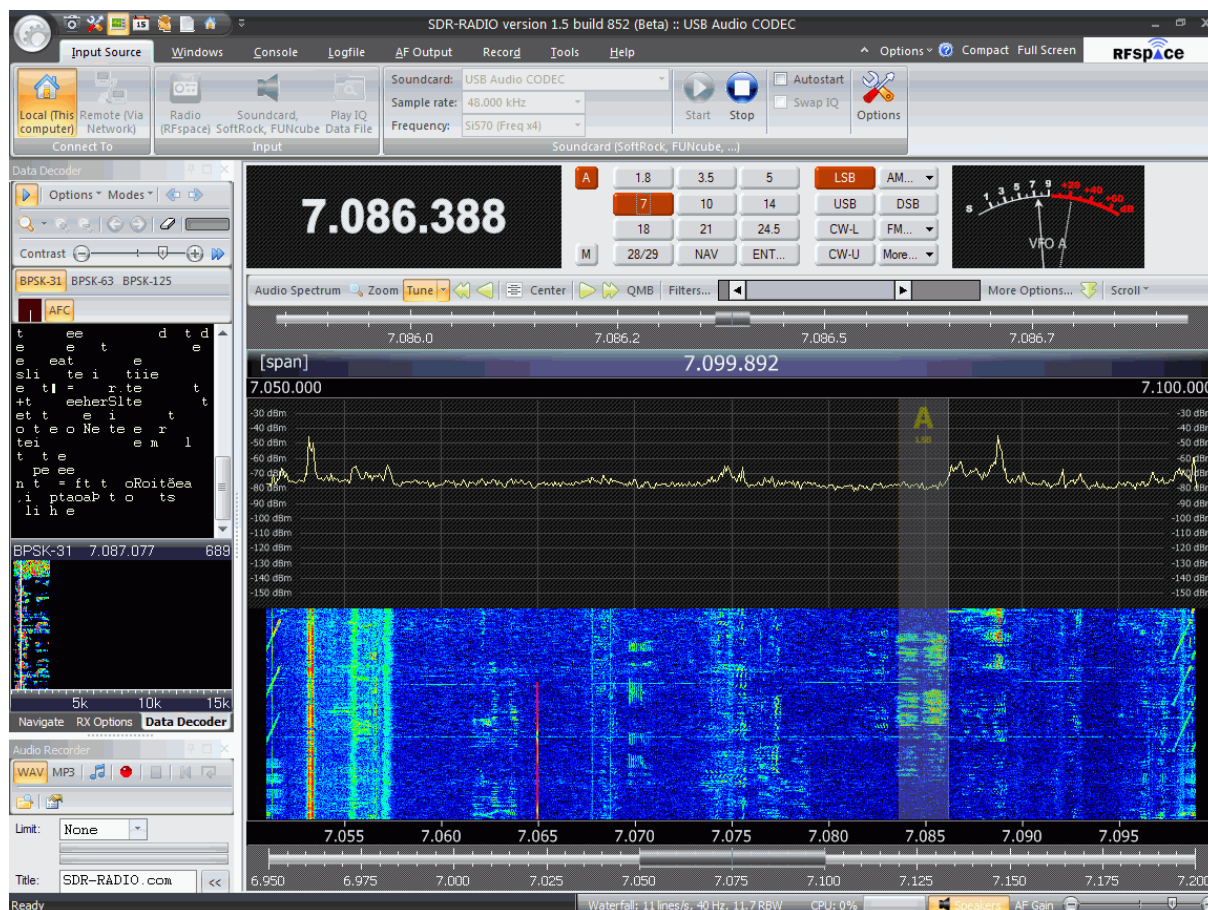 SDR-RADIO version 1.5 build 852 (Beta) :: USB Audio CODEC
Input Source Windows Console Logfile AF Output Record Tools Help Options Compact Full Screen RFSPACE
Local (This computer) Remote (Via Network)
Connect To
Radio (RFspace) Soundcard, SoftRock, FUNcube Play IQ Data File
Input
Soundcard: USB Audio CODEC
Sample rate: 48.000 kHz
Frequency: Si570 (Freq x4)
Start Stop
Autostart
Swap IQ
Options
Soundcard (SoftRock, FUNcube, ...)
Data Decoder
Options Modes
Contrast
BPSK-31 BPSK-63 BPSK-125
AFC
BPSK-31 7.087.077 689
5k 10k 15k
Navigate RX Options Data Decoder
Audio Recorder
WAV MP3
Limit: None
Title: SDR-RADIO.com <<
7.086.388
A 1.8 3.5 5 LSB AM...
7 10 14 USB DSB
18 21 24.5 CW-L FM...
M 28/29 NAV ENT... CW-U More...
S 1 3 5 7 9 +20 +40 +60 dB
VFO A
Audio Spectrum Zoom Tune Center QMB Filters... More Options... Scroll
7.086.0 7.086.2 7.086.5 7.086.7
[span] 7.099.892
7.050.000 7.100.000
A
LSB
-30 dBm
-40 dBm
-50 dBm
-60 dBm
-70 dBm
-80 dBm
-90 dBm
-100 dBm
-110 dBm
-120 dBm
-130 dBm
-140 dBm
-150 dBm
7.055 7.060 7.065 7.070 7.075 7.080 7.085 7.090 7.095
6.950 6.975 7.000 7.025 7.050 7.075 7.100 7.125 7.150 7.175 7.200
Ready
Waterfall: 11 lines/s, 40 Hz, 11.7 RBW CPU: 0% Speakers AF Gain